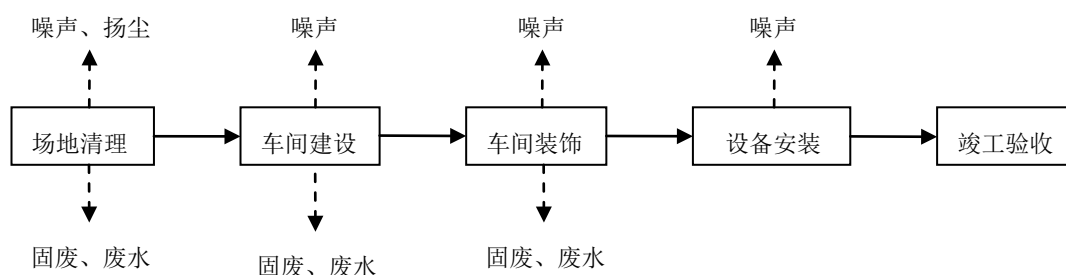 噪声、扬尘
噪声
噪声
噪声
场地清理
车间建设
车间装饰
设备安装
竣工验收
固废、废水
固废、废水
固废、废水